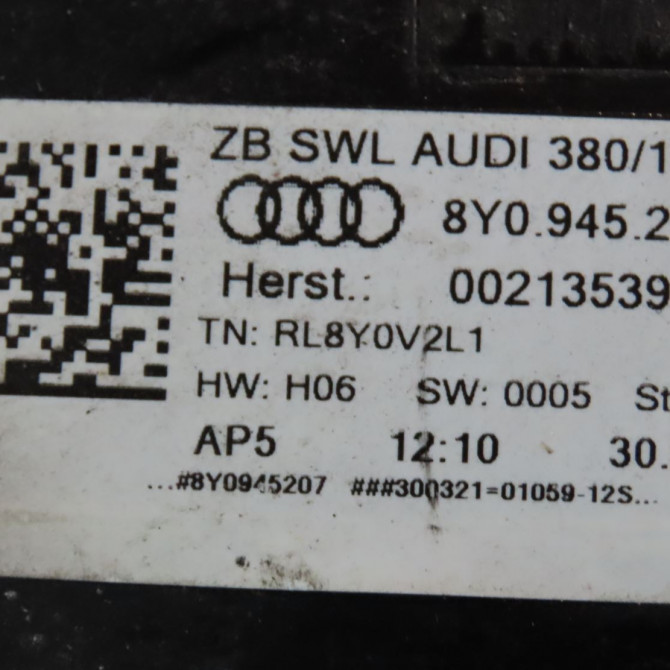 ZB SWL AUDI 380/1
8Y0.945.2
Herst.: 00213539
TN: RL8Y0V2L1
HW: H06 SW: 0005 St
AP5 12:10 30.
...#8Y0945207 ###300321=01059-12S...